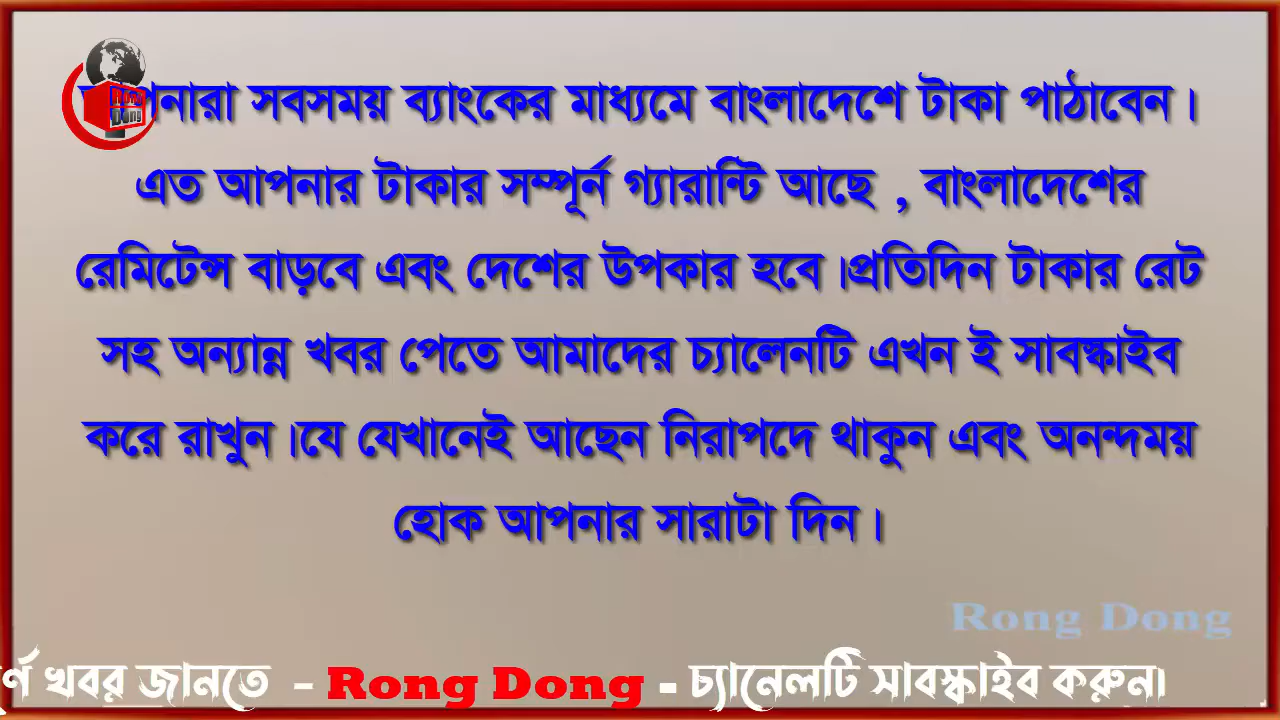 আপনারা সবসময় ব্যাংকের মাধ্যমে বাংলাদেশে টাকা পাঠাবেন।
এত আপনার টাকার সম্পূর্ন গ্যারান্টি আছে , বাংলাদেশের
রেমিটেন্স বাড়বে এবং দেশের উপকার হবে।প্রতিদিন টাকার রেট
সহ অন্যান্ন খবর পেতে আমাদের চ্যালেনটি এখন ই সাবস্কাইব
করে রাখুন।যে যেখানেই আছেন নিরাপদে থাকুন এবং অনন্দময়
হোক আপনার সারাটা দিন।
Rong Dong
খবর জানতে - Rong Dong - চ্যানেলটি সাবস্ক্রাইব করুন।